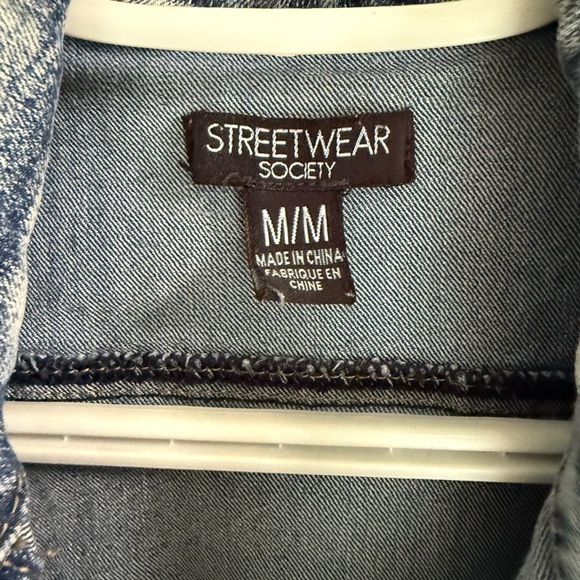 STREETWEAR
SOCIETY
M/M
MADE IN CHINA
FABRIQUE EN
CHINE